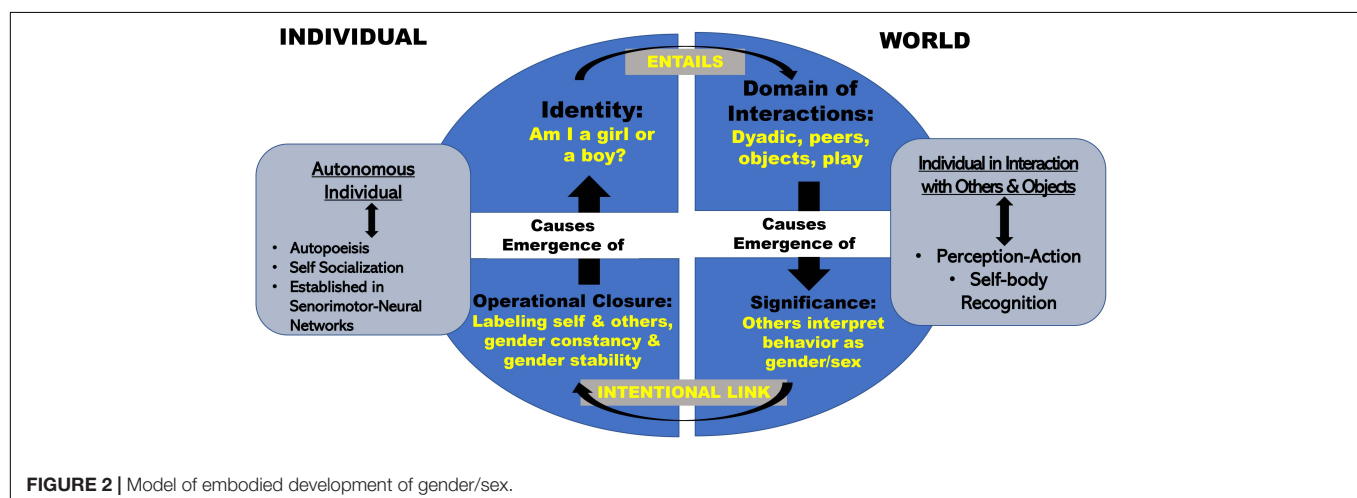 INDIVIDUAL
WORLD
ENTAILS
Identity:
Am I a girl or
a boy?
Domain of
Interactions:
Dyadic, peers,
objects, play
Autonomous
Individual
• Autopoeisis
• Self Socialization
• Established in
Senorimotor-Neural
Networks
Individual in Interaction
with Others & Objects
• Perception-Action
• Self-body
Recognition
Causes
Emergence of
Causes
Emergence of
Operational Closure:
Labeling self & others,
gender constancy &
gender stability
Significance:
Others interpret
behavior as
gender/sex
INTENTIONAL LINK
FIGURE 2 | Model of embodied development of gender/sex.